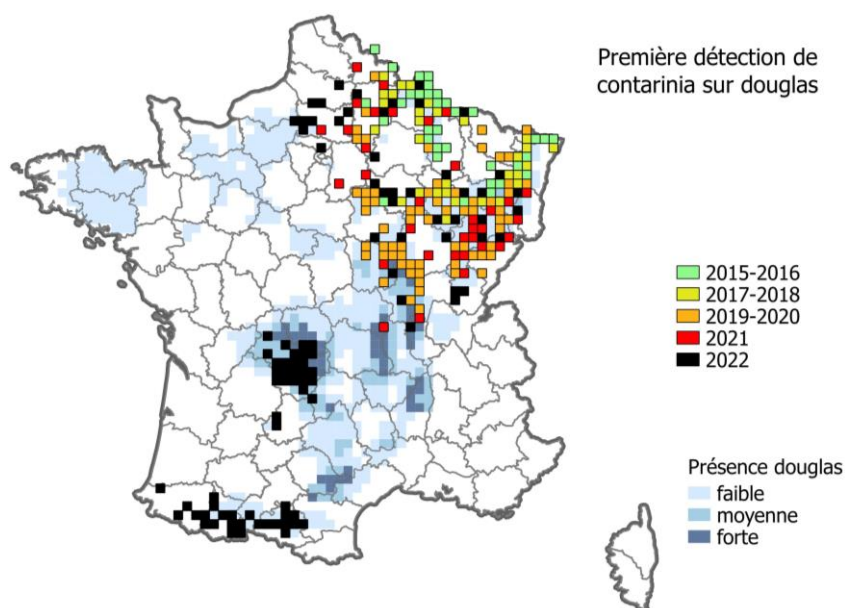 Première détection de
contarinia sur douglas
2015-2016
2017-2018
2019-2020
2021
2022
Présence douglas
faible
moyenne
forte